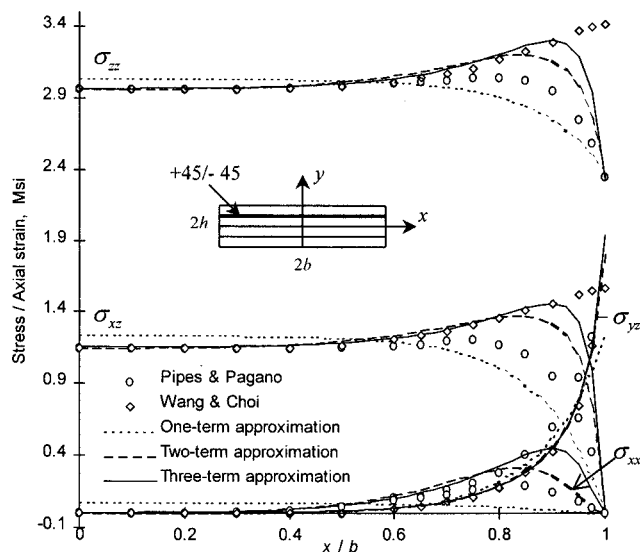 3.4
σzz
2.9
2.4
+45/- 45
y
1.9
2h
x
2b
Stress / Axial strain, Msi
1.4
σxz
σyz
Pipes & Pagano
0.9
Wang & Choi
One-term approximation
0.4
Two-term approximation
σxx
Three-term approximation
-0.1
0 0.2 0.4 0.6 0.8 1
x / b